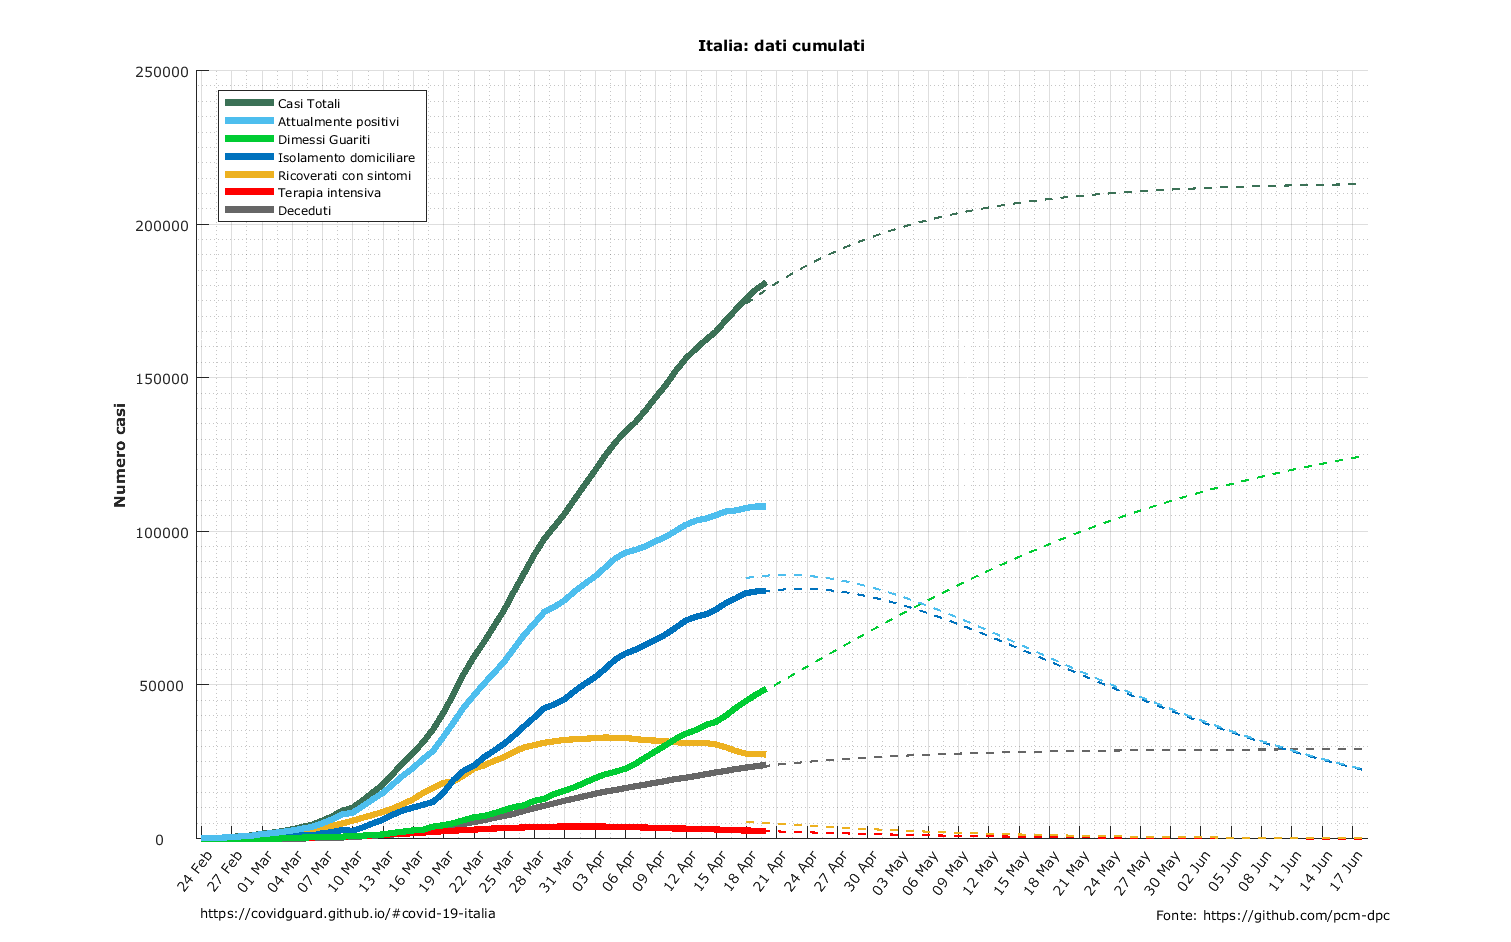 Italia: dati cumulati
250000
200000
150000
100000
50000
0
Numero casi
Casi Totali
Attualmente positivi
Dimessi Guariti
Isolamento domiciliare
Ricoverati con sintomi
Terapia intensiva
Deceduti
24 Feb
27 Feb
01 Mar
04 Mar
07 Mar
10 Mar
13 Mar
16 Mar
19 Mar
22 Mar
25 Mar
28 Mar
31 Mar
03 Apr
06 Apr
09 Apr
12 Apr
15 Apr
18 Apr
21 Apr
24 Apr
27 Apr
30 Apr
03 May
06 May
09 May
12 May
15 May
18 May
21 May
24 May
27 May
30 May
02 Jun
05 Jun
08 Jun
11 Jun
14 Jun
17 Jun
https://covidguard.github.io/#covid-19-italia
Fonte: https://github.com/pcm-dpc